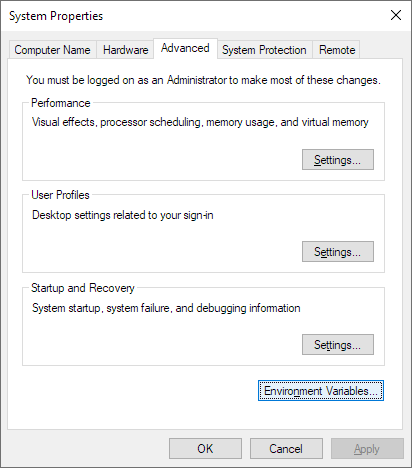 System Properties
Computer Name Hardware Advanced System Protection Remote
You must be logged on as an Administrator to make most of these changes.
Performance
Visual effects, processor scheduling, memory usage, and virtual memory
Settings...
User Profiles
Desktop settings related to your sign-in
Settings...
Startup and Recovery
System startup, system failure, and debugging information
Settings...
Environment Variables...
OK Cancel Apply